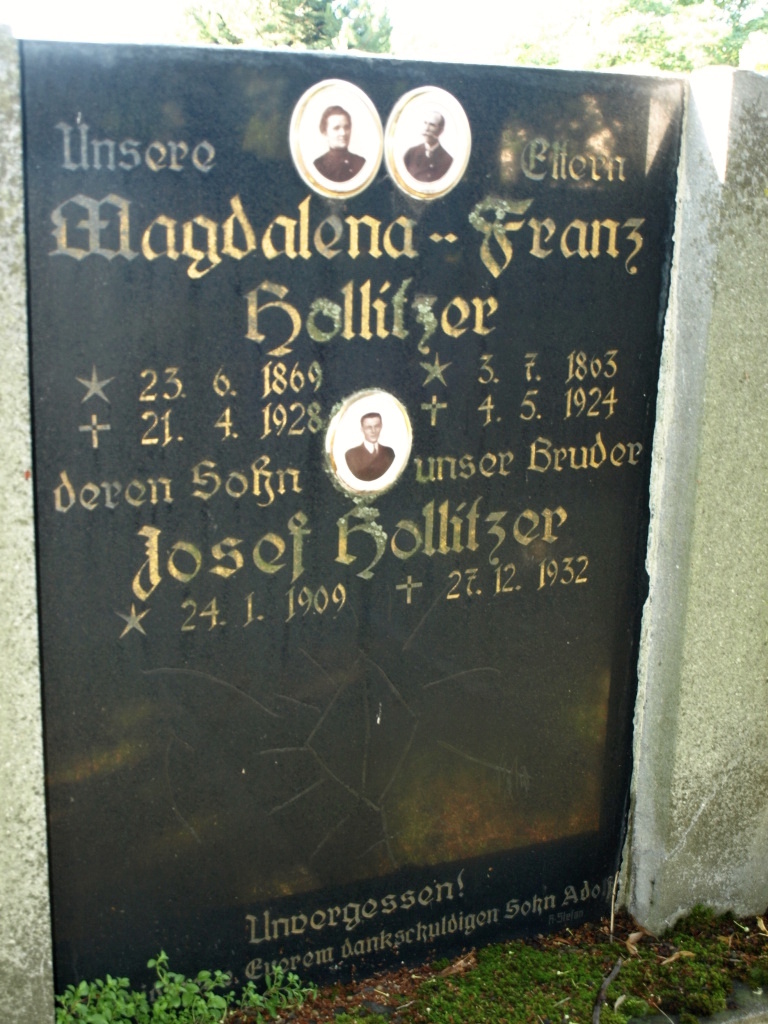 Unsere Eltern
Magdalena - Franz
Hollitzer
★ 23. 6. 1869 ★ 3. 7. 1863
✝ 21. 4. 1928 ✝ 4. 5. 1924
deren Sohn unser Bruder
Josef Hollitzer
★ 24. 1. 1909 ✝ 27. 12. 1932
Unvergessen!
Euerem dankschuldigen Sohn Adolf